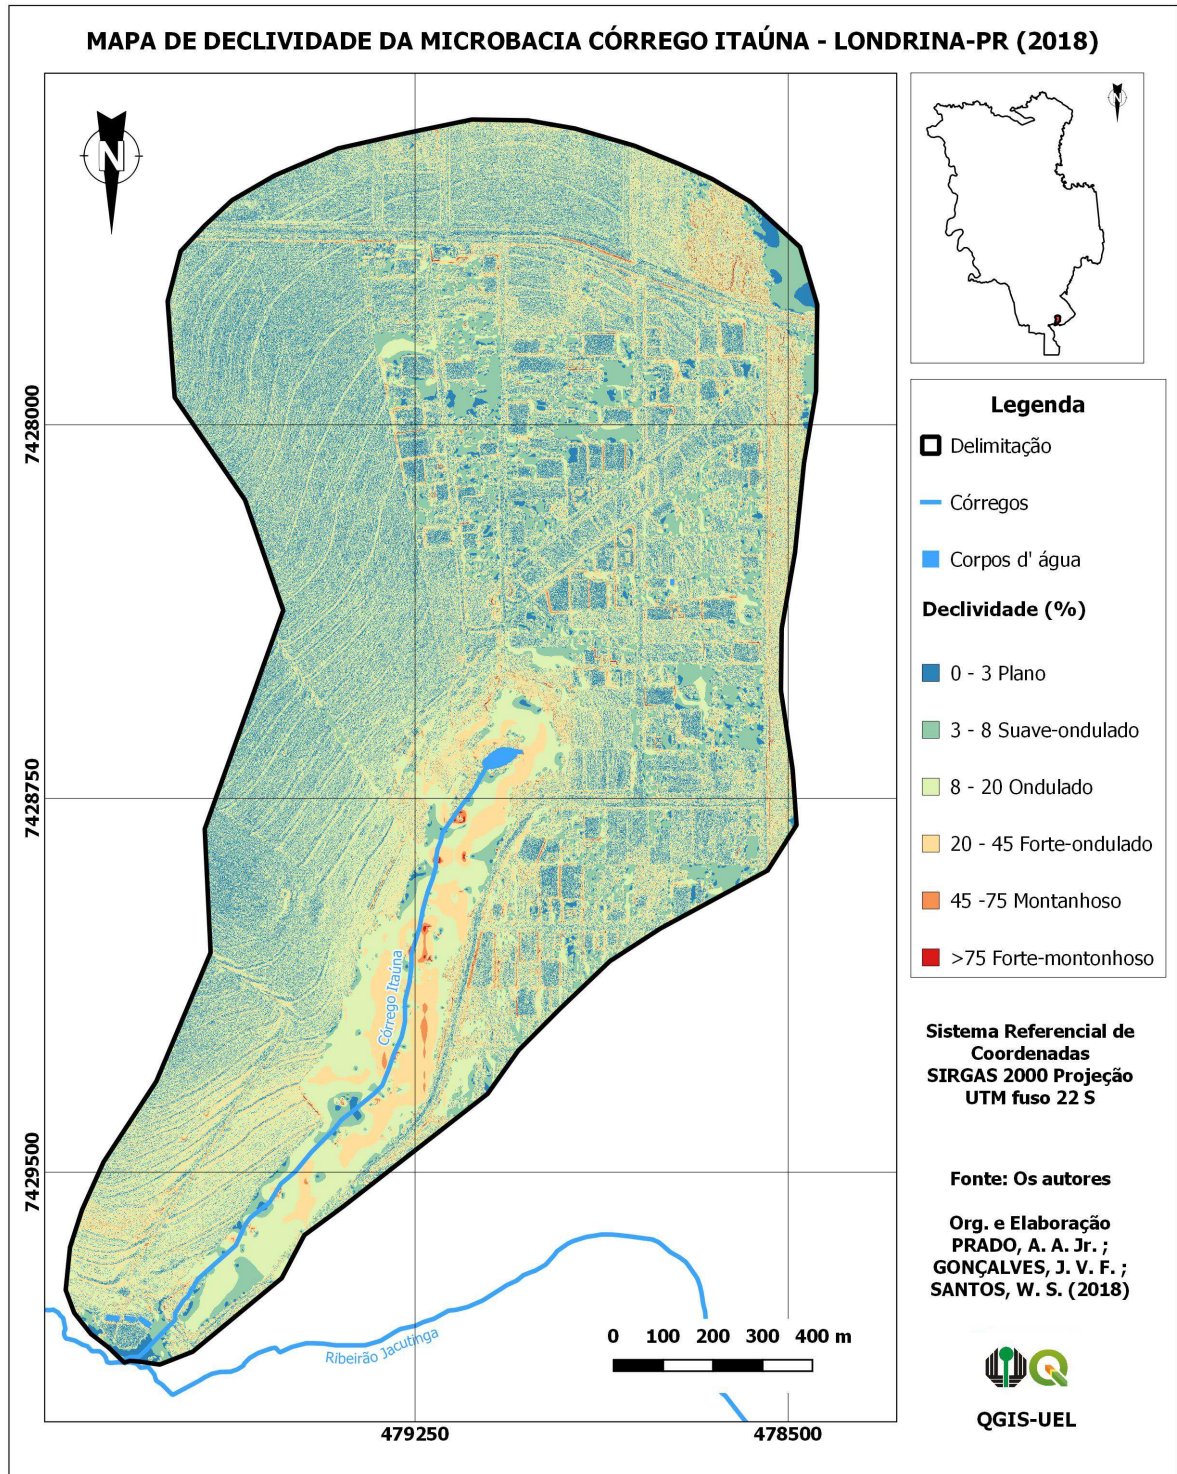 MAPA DE DECLIVIDADE DA MICROBACIA CÓRREGO ITAÚNA - LONDRINA-PR (2018)
N
N
7428000
7428750
7429500
479250
478500
Córrego Itaúna
Ribeirão Jacutinga
0 100 200 300 400 m
Legenda
Delimitação
Córregos
Corpos d' água
Declividade (%)
0 - 3 Plano
3 - 8 Suave-ondulado
8 - 20 Ondulado
20 - 45 Forte-ondulado
45 -75 Montanhoso
>75 Forte-montonhoso
Sistema Referencial de
Coordenadas
SIRGAS 2000 Projeção
UTM fuso 22 S
Fonte: Os autores
Org. e Elaboração
PRADO, A. A. Jr. ;
GONÇALVES, J. V. F. ;
SANTOS, W. S. (2018)
QGIS-UEL